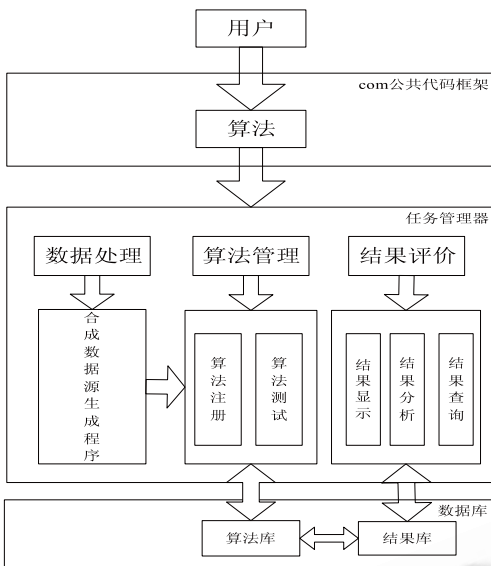 用户
com公共代码框架
算法
任务管理器
数据处理
算法管理
结果评价
合成数据源生成程序
算法注册
算法测试
结果显示
结果分析
结果查询
数据库
算法库
结果库